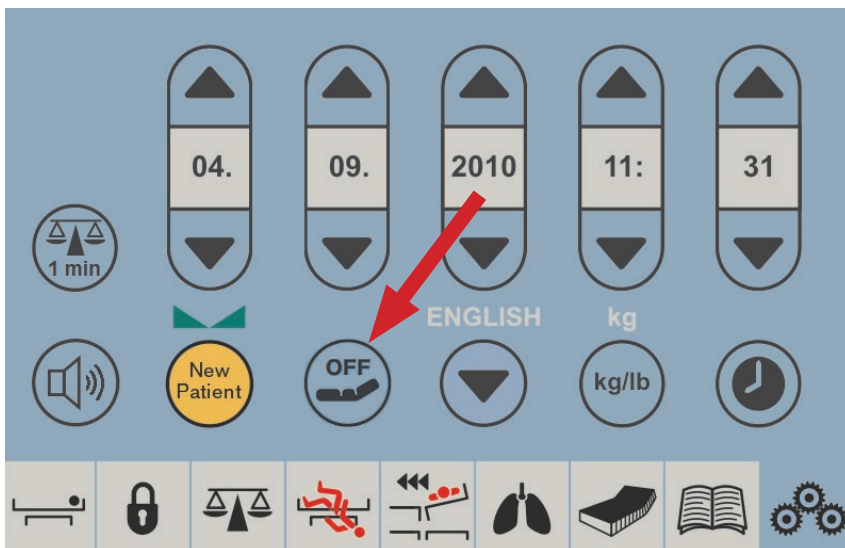 04.
09.
2010
11:
31
1 min
ENGLISH
kg
New
Patient
OFF
kg/lb